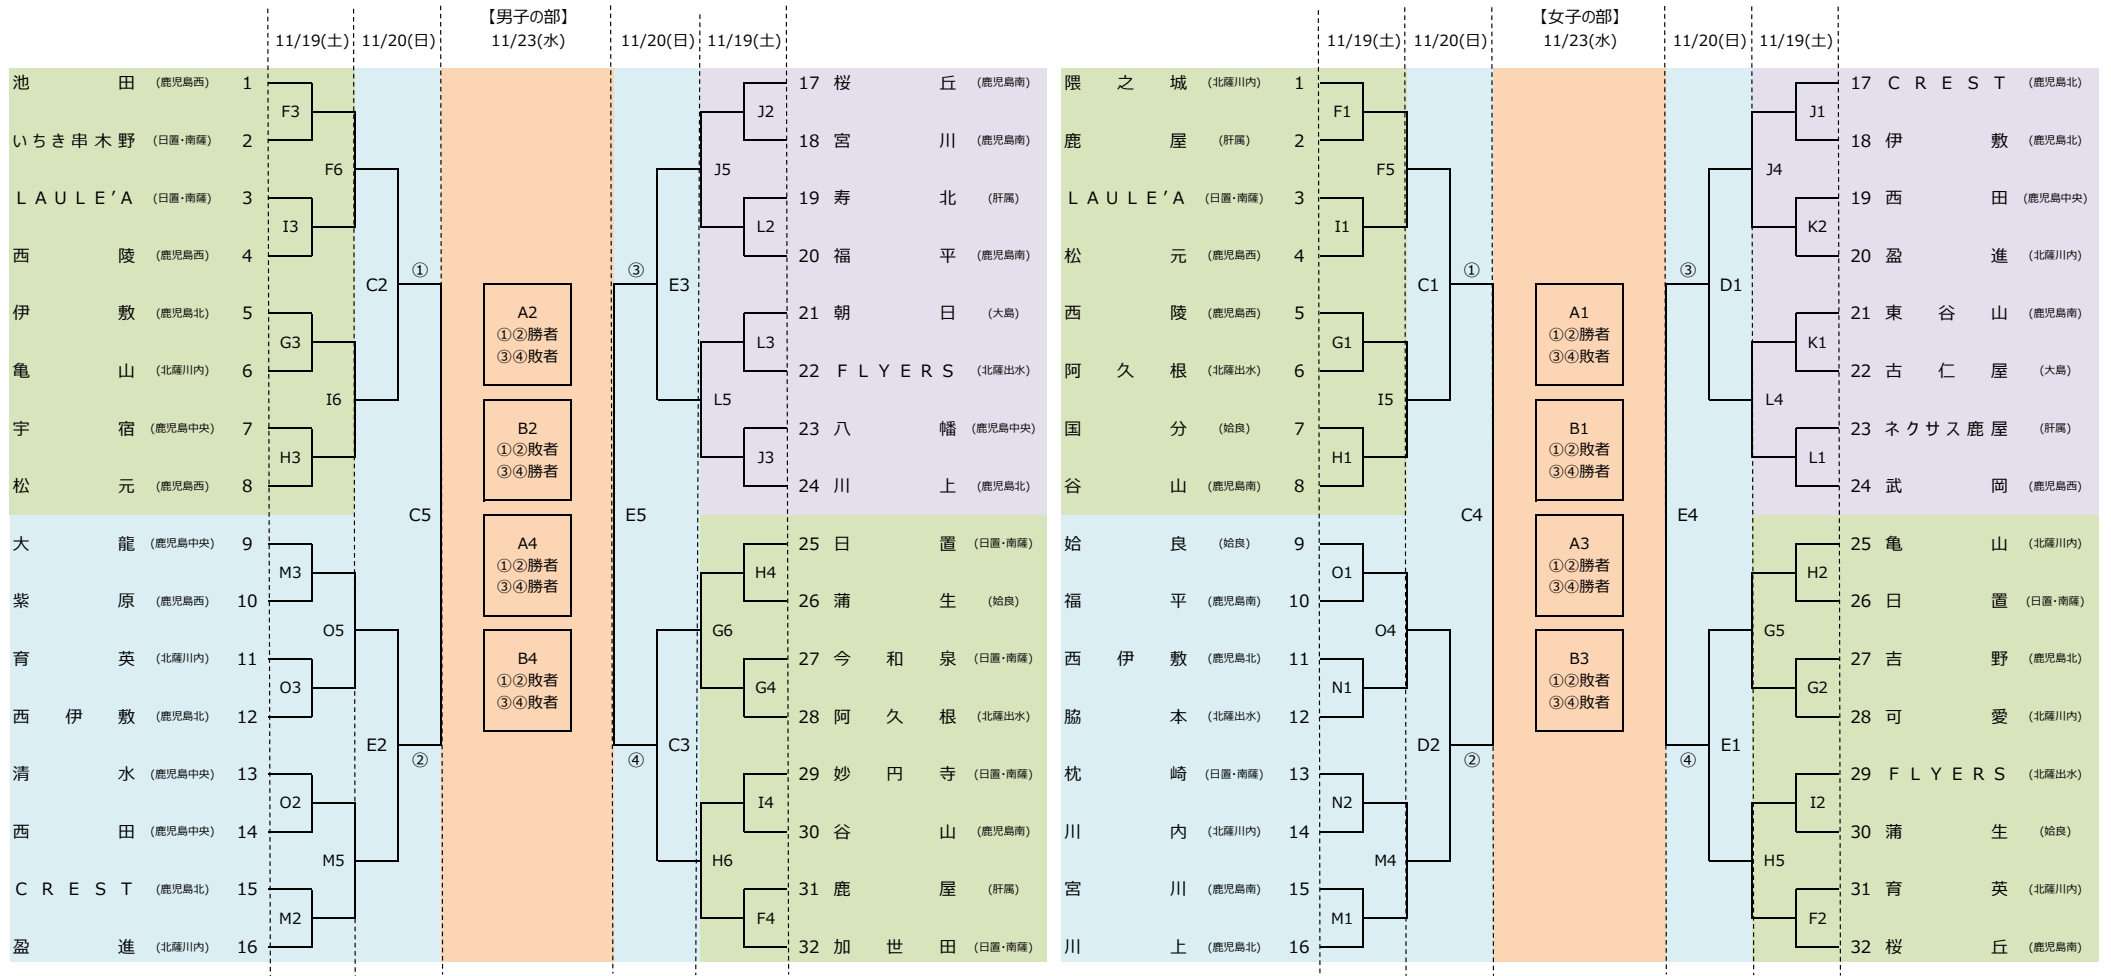 【男子の部】
11/19(土) 11/20(日) 11/23(水) 11/20(日) 11/19(土)
池田 (鹿児島西) 1
いちき串木野 (日置・南薩) 2
LAULE'A (日置・南薩) 3
西陵 (鹿児島西) 4
伊敷 (鹿児島北) 5
亀山 (北薩川内) 6
宇宿 (鹿児島中央) 7
松元 (鹿児島西) 8
大龍 (鹿児島中央) 9
紫原 (鹿児島西) 10
育英 (北薩川内) 11
西伊敷 (鹿児島北) 12
清水 (鹿児島中央) 13
西田 (鹿児島中央) 14
CREST (鹿児島北) 15
盈進 (北薩川内) 16
F3
I3
G3
H3
M3
O3
O2
M2
F6
I6
O5
M5
C2
E2
①
②
C5
A2
①②勝者
③④敗者
B2
①②敗者
③④勝者
A4
①②勝者
③④勝者
B4
①②敗者
③④敗者
E5
③
④
E3
C3
J5
L5
G6
H6
J2
L2
L3
J3
H4
G4
I4
F4
17 桜丘 (鹿児島南)
18 宮川 (鹿児島南)
19 寿北 (肝属)
20 福平 (鹿児島南)
21 朝日 (大島)
22 FLYERS (北薩出水)
23 八幡 (鹿児島中央)
24 川上 (鹿児島北)
25 日置 (日置・南薩)
26 蒲生 (姶良)
27 今和泉 (日置・南薩)
28 阿久根 (北薩出水)
29 妙円寺 (日置・南薩)
30 谷山 (鹿児島南)
31 鹿屋 (肝属)
32 加世田 (日置・南薩)
【女子の部】
11/19(土) 11/20(日) 11/23(水) 11/20(日) 11/19(土)
隈之城 (北薩川内) 1
鹿屋 (肝属) 2
LAULE'A (日置・南薩) 3
松元 (鹿児島西) 4
西陵 (鹿児島西) 5
阿久根 (北薩出水) 6
国分 (姶良) 7
谷山 (鹿児島南) 8
姶良 (姶良) 9
福平 (鹿児島南) 10
西伊敷 (鹿児島北) 11
脇本 (北薩出水) 12
枕崎 (日置・南薩) 13
川内 (北薩川内) 14
宮川 (鹿児島南) 15
川上 (鹿児島北) 16
F1
I1
G1
H1
O1
N1
N2
M1
F5
I5
O4
M4
C1
D2
①
②
C4
A1
①②勝者
③④敗者
B1
①②敗者
③④勝者
A3
①②勝者
③④勝者
B3
①②敗者
③④敗者
E4
③
④
D1
E1
J4
L4
G5
H5
J1
K2
K1
L1
H2
G2
I2
F2
17 CREST (鹿児島北)
18 伊敷 (鹿児島北)
19 西田 (鹿児島中央)
20 盈進 (北薩川内)
21 東谷山 (鹿児島南)
22 古仁屋 (大島)
23 ネクサス鹿屋 (肝属)
24 武岡 (鹿児島西)
25 亀山 (北薩川内)
26 日置 (日置・南薩)
27 吉野 (鹿児島北)
28 可愛 (北薩川内)
29 FLYERS (北薩出水)
30 蒲生 (姶良)
31 育英 (北薩川内)
32 桜丘 (鹿児島南)